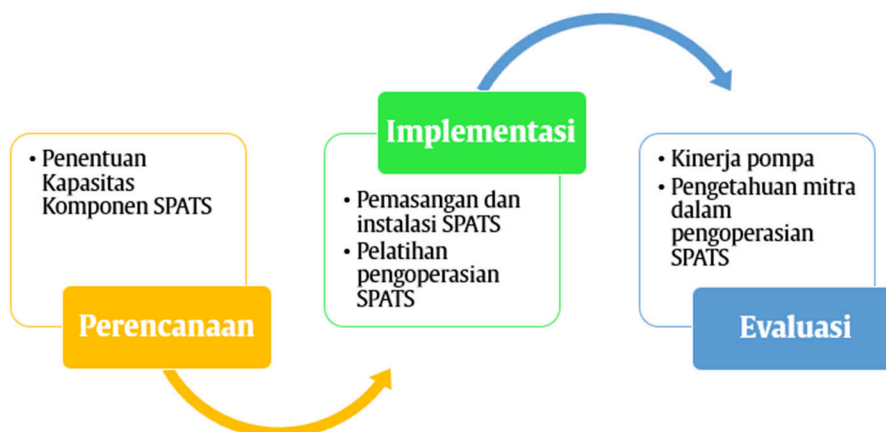 • Penentuan
Kapasitas
Komponen SPATS
Perencanaan
Implementasi
• Pemasangan dan
instalasi SPATS
• Pelatihan
pengoperasian
SPATS
• Kinerja pompa
• Pengetahuan mitra
dalam
pengoperasian
SPATS
Evaluasi